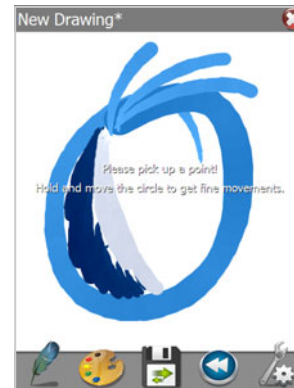 New Drawing*
Please pick up a point!
Hold and move the circle to get fine movements.